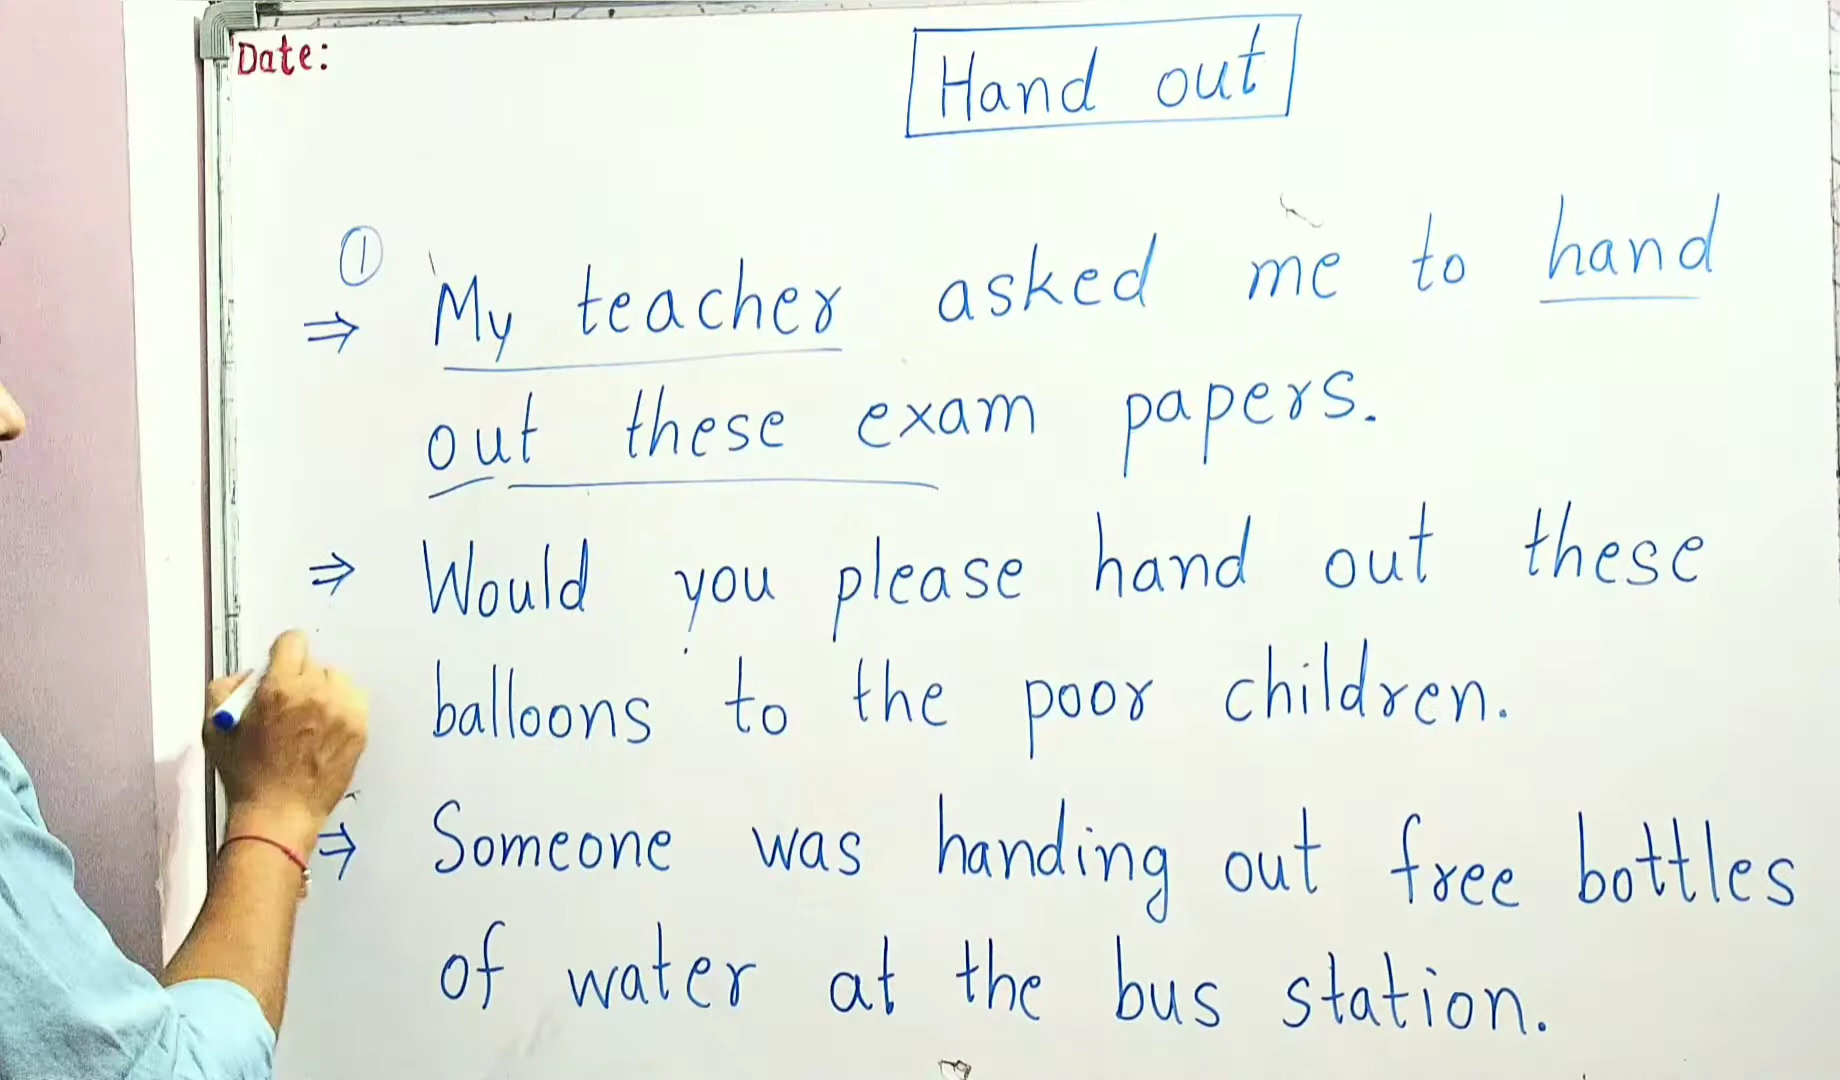 Date:
Hand out
① 
⇒ My teacher asked me to hand
out these exam papers.
⇒ Would you please hand out these
balloons to the poor children.
⇒ Someone was handing out free bottles
of water at the bus station.